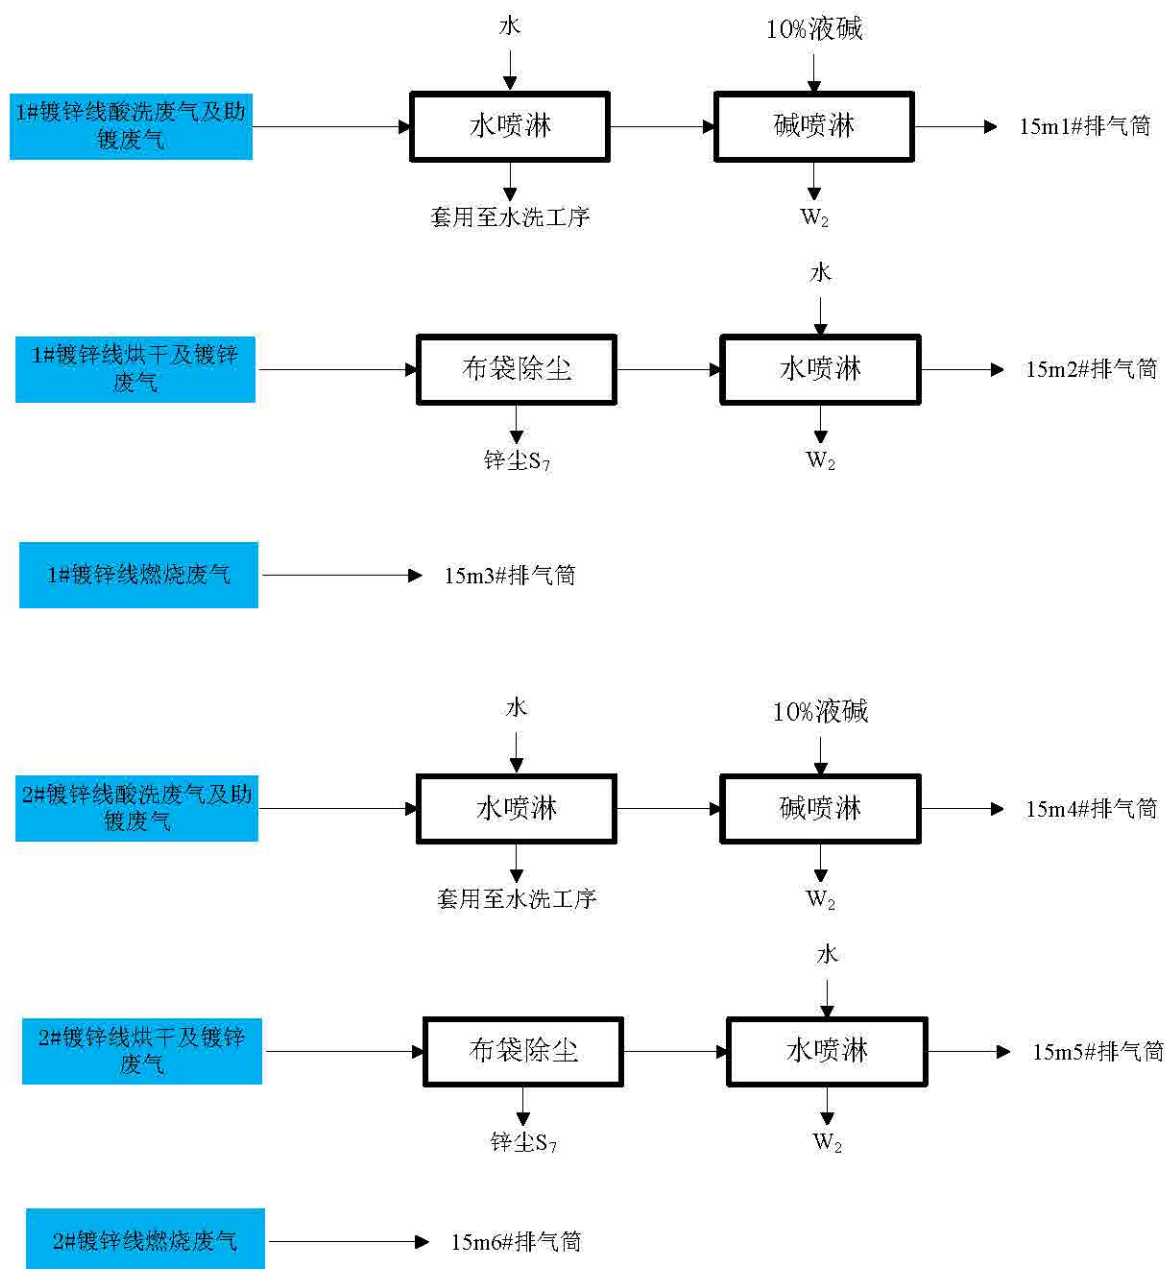 水
10%液碱
1#镀锌线酸洗废气及助
镀废气
水喷淋
碱喷淋
15m1#排气筒
套用至水洗工序
W₂
水
1#镀锌线烘干及镀锌
废气
布袋除尘
水喷淋
15m2#排气筒
锌尘S₇
W₂
1#镀锌线燃烧废气
15m3#排气筒
水
10%液碱
2#镀锌线酸洗废气及助
镀废气
水喷淋
碱喷淋
15m4#排气筒
套用至水洗工序
W₂
水
2#镀锌线烘干及镀锌
废气
布袋除尘
水喷淋
15m5#排气筒
锌尘S₇
W₂
2#镀锌线燃烧废气
15m6#排气筒